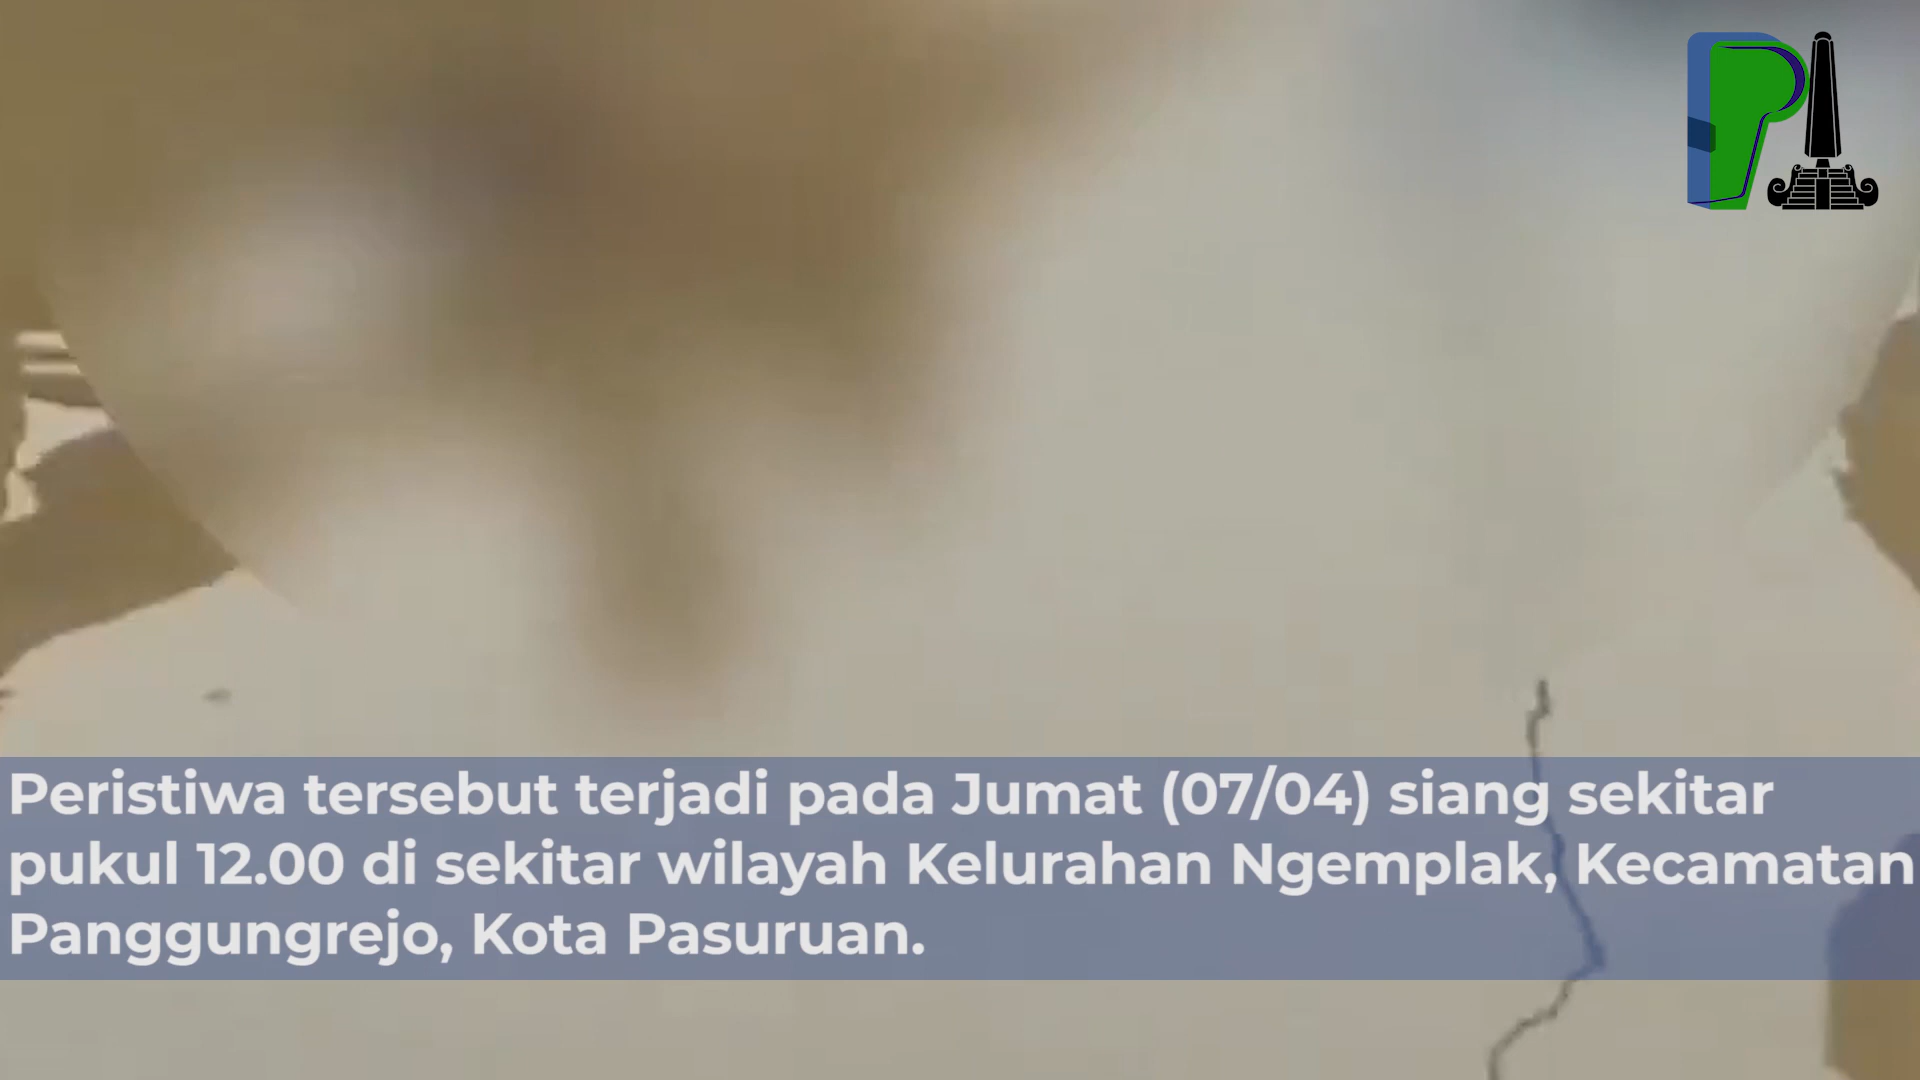 Peristiwa tersebut terjadi pada Jumat (07/04) siang sekitar
pukul 12.00 di sekitar wilayah Kelurahan Ngemplak, Kecamatan
Panggungrejo, Kota Pasuruan.